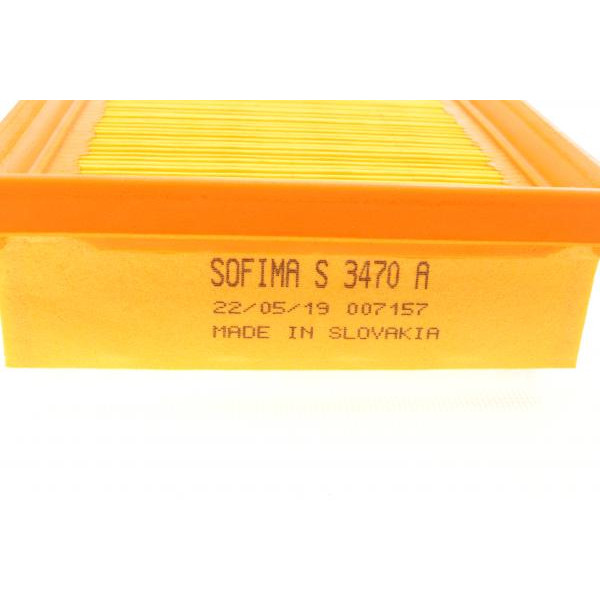 SOFIMA S 3470 A
22/05/19 007157
MADE IN SLOVAKIA